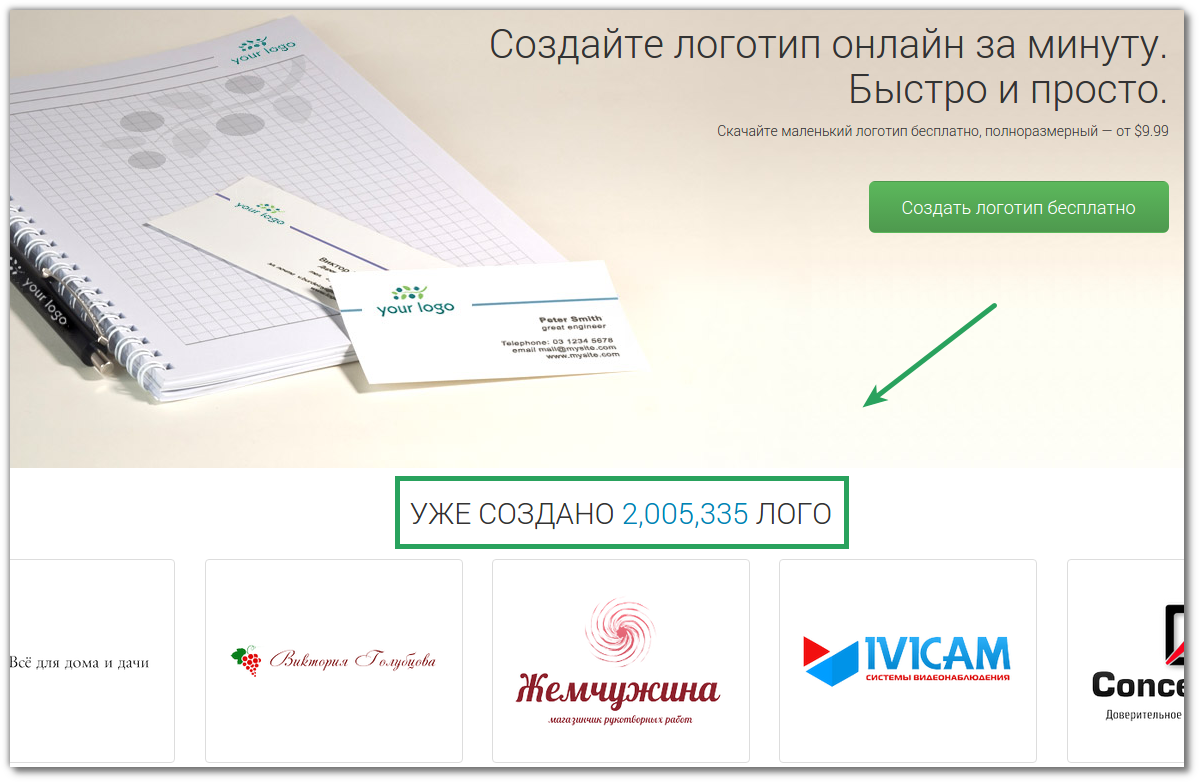 your logo
Создайте логотип онлайн за минуту.
Быстро и просто.
Скачайте маленький логотип бесплатно, полноразмерный — от $9.99
Создать логотип бесплатно
your logo
Виктор
your logo
your logo
Peter Smith
great engineer
Telephone: 03 1234 5678
email mail@mysite.com
www.mysite.com
УЖЕ СОЗДАНО 2,005,335 ЛОГО
Всё для дома и дачи
Виктория Голубцова
Жемчужина
магазинчик рукотворных работ
IVICAM
СИСТЕМЫ ВИДЕОНАБЛЮДЕНИЯ
Conce
Доверительное